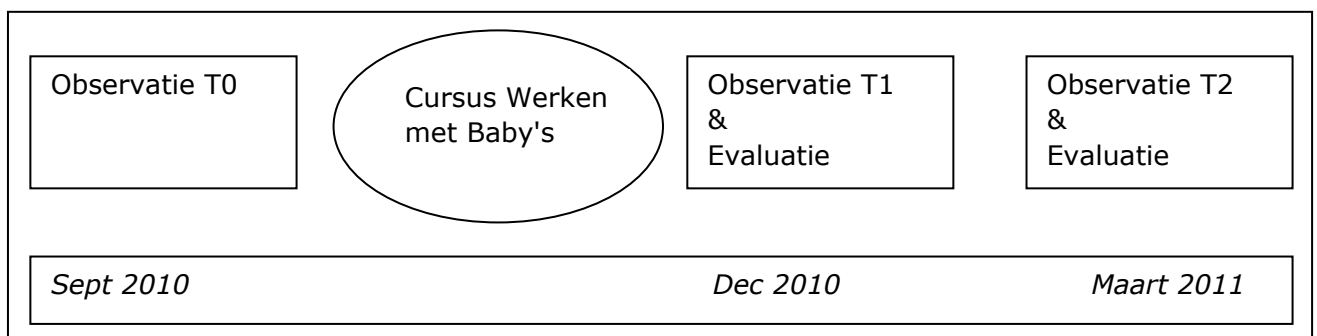 Observatie T0
Cursus Werken
met Baby's
Observatie T1
&
Evaluatie
Observatie T2
&
Evaluatie
Sept 2010
Dec 2010
Maart 2011